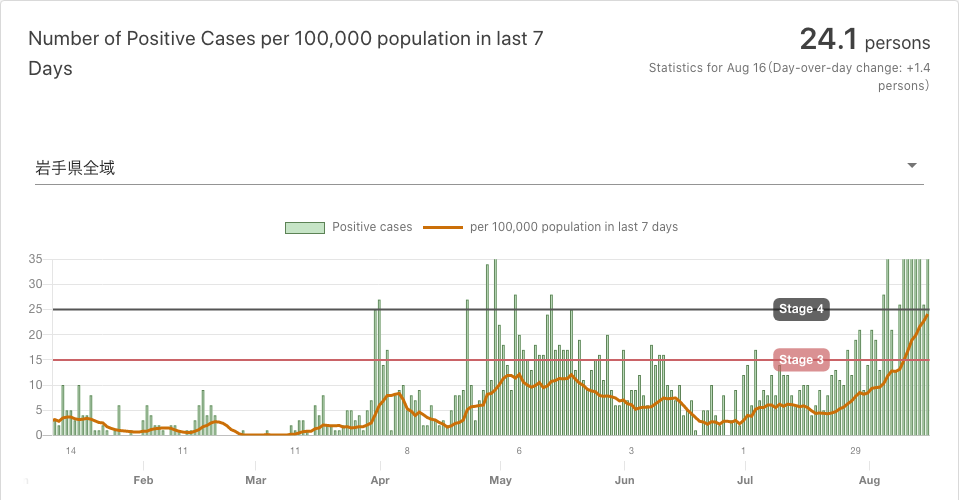 Number of Positive Cases per 100,000 population in last 7
Days
24.1 persons
Statistics for Aug 16（Day-over-day change: +1.4
persons）
岩手県全域
Positive cases
per 100,000 population in last 7 days
35
30
25
20
15
10
5
0
Stage 4
Stage 3
14 11 11 8 6 3 1 29
Feb Mar Apr May Jun Jul Aug